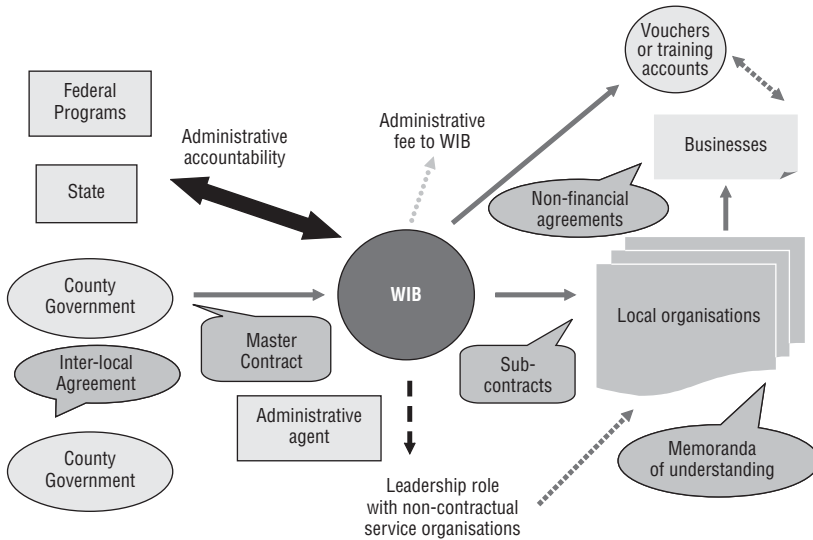 Vouchers
or training
accounts
Federal
Programs
Administrative
accountability
Administrative
fee to WIB
Businesses
State
Non-financial
agreements
County
Government
WIB
Local organisations
Master
Contract
Inter-local
Agreement
Sub-
contracts
Administrative
agent
County
Government
Memoranda
of understanding
Leadership role
with non-contractual
service organisations